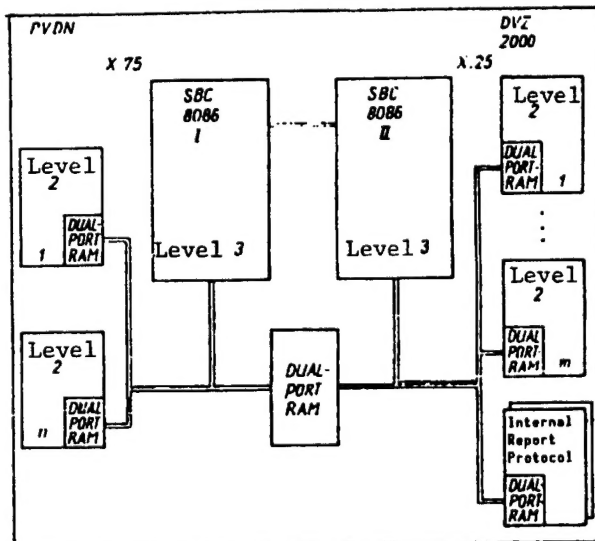 PVDN
DVZ
2000
X 75
X.25
SBC
8086
I
Level 3
SBC
8086
II
Level 3
Level
2
1
DUAL-
PORT
RAM
Level
2
n
DUAL
PORT
RAM
DUAL-
PORT
RAM
Level
2
DUAL
PORT-
RAM
1
Level
2
DUAL
PORT-
RAM
m
Internal
Report
Protocol
DUAL
PORT-
RAM